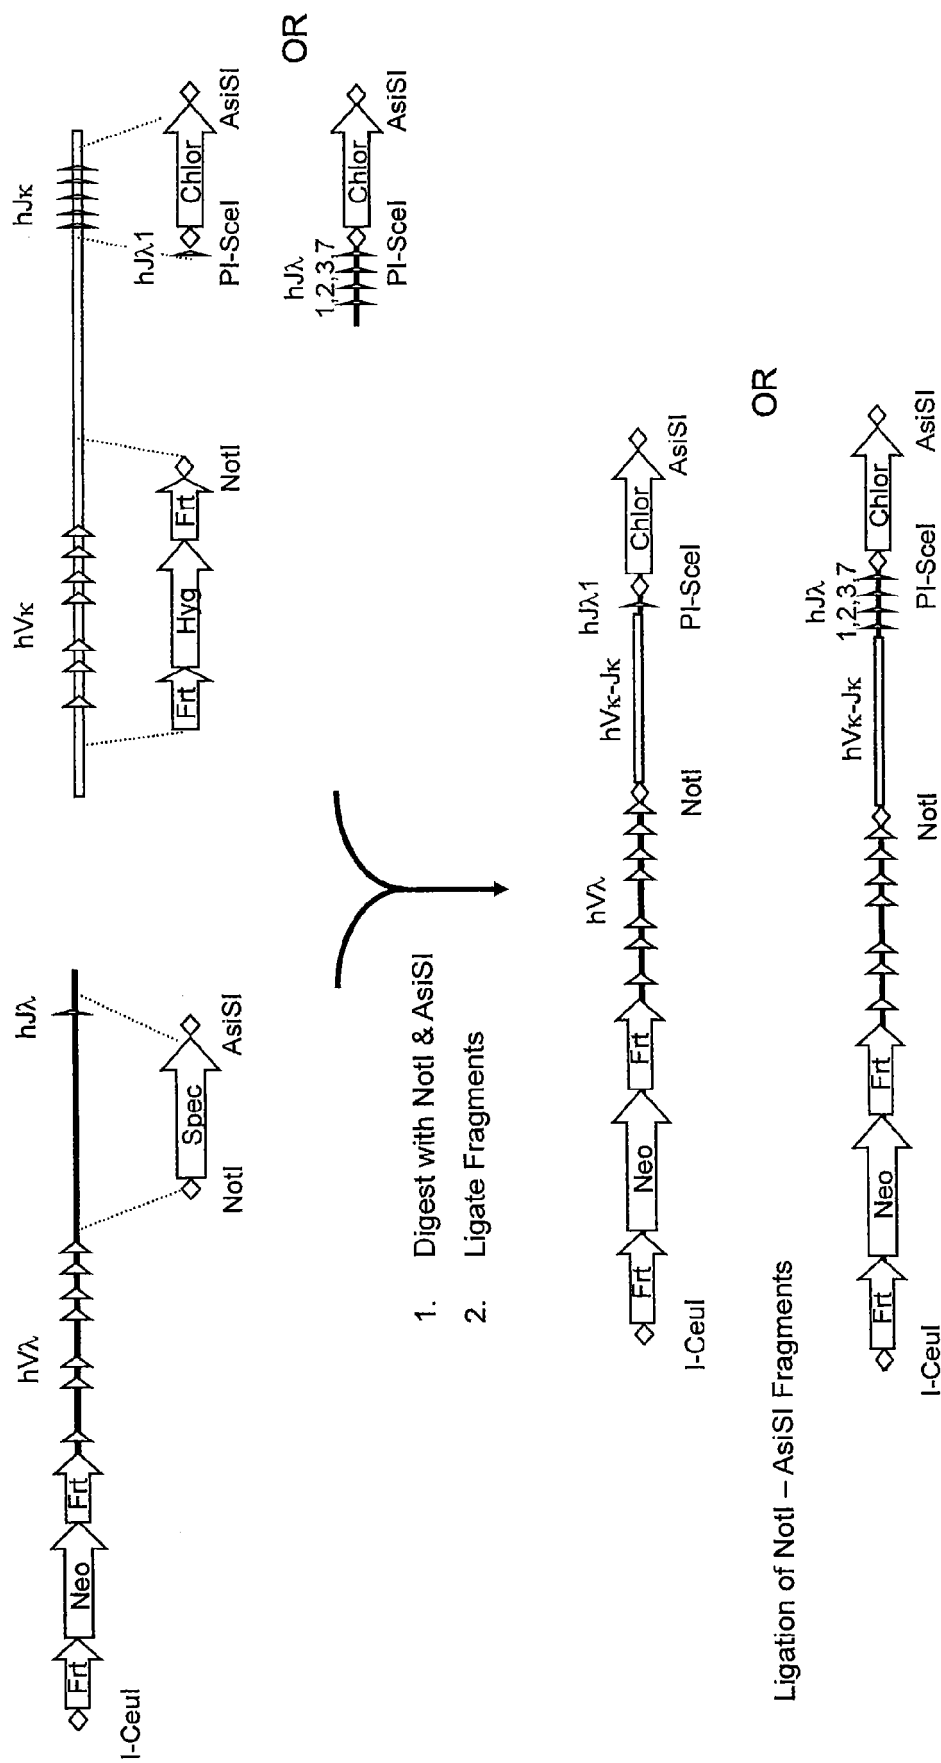 hVλ
hJλ
Frt
Neo
Frt
I-CeuI
Spec
NotI
AsiSI
hVκ
hJκ
Frt
Hyg
Frt
NotI
hJλ1
Chlor
PI-SceI
AsiSI
OR
hJλ
1,2,3,7
Chlor
PI-SceI
AsiSI
1. Digest with NotI & AsiSI
2. Ligate Fragments
hVλ
hVκ-Jκ
hJλ1
Frt
Neo
Frt
Chlor
I-CeuI
NotI
PI-SceI
AsiSI
OR
Ligation of NotI – AsiSI Fragments
hVκ-Jκ
hJλ
1,2,3,7
Frt
Neo
Frt
Chlor
I-CeuI
NotI
PI-SceI
AsiSI